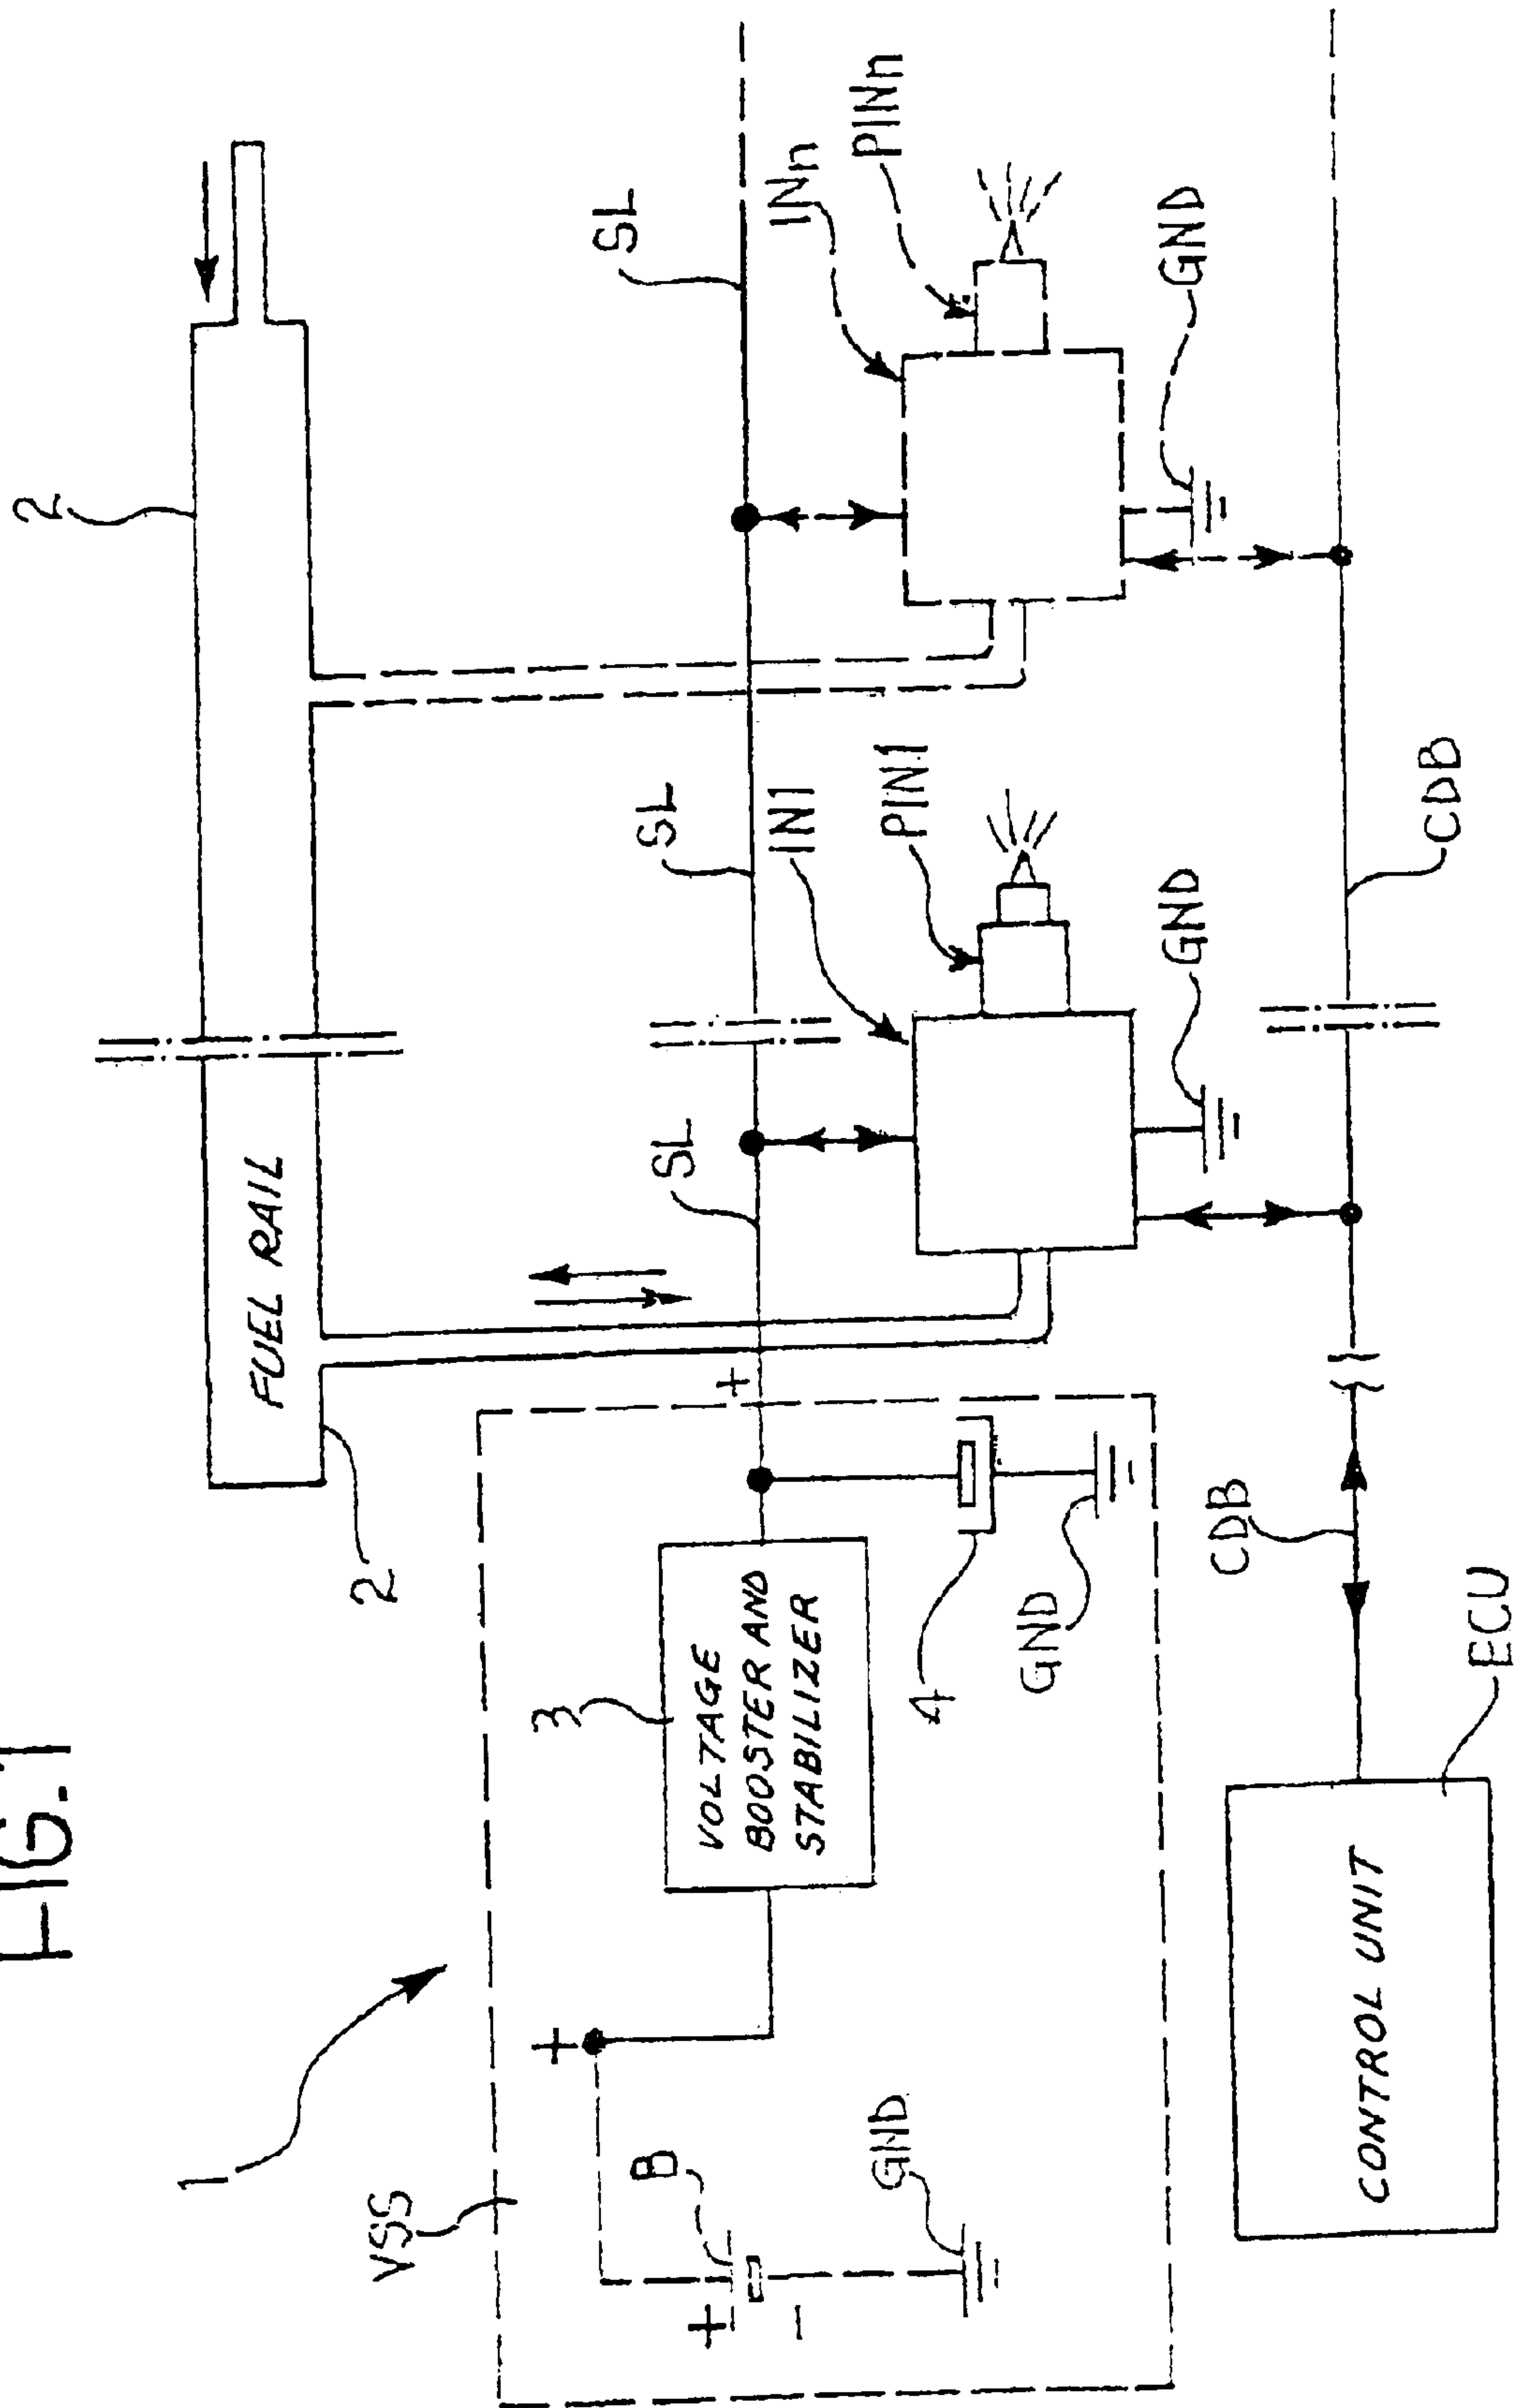 FIG.1
1
VSS
+
B
+
-
GND
3
VOLTAGE
BOOSTER AND
STABILIZER
4
GND
+
2
FUEL RAIL
2
SL
SL
SL
IN1
PIN1
GND
INn
PINn
GND
CDB
CDB
CONTROL UNIT
ECU